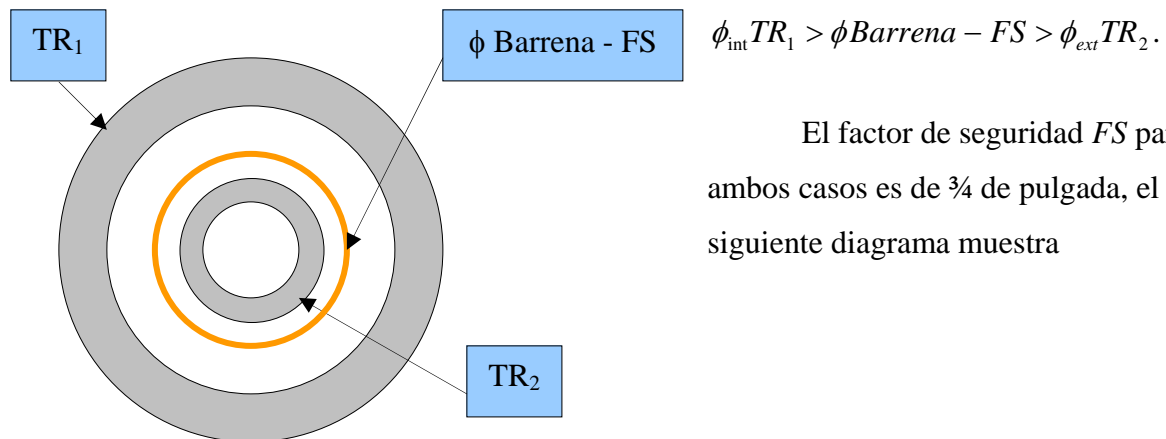 TR₁
ϕ Barrena - FS
ϕ_int TR₁ > ϕBarrena – FS > ϕ_ext TR₂.
El factor de seguridad FS
ambos casos es de ¾ de pulgada, el
siguiente diagrama muestra
TR₂